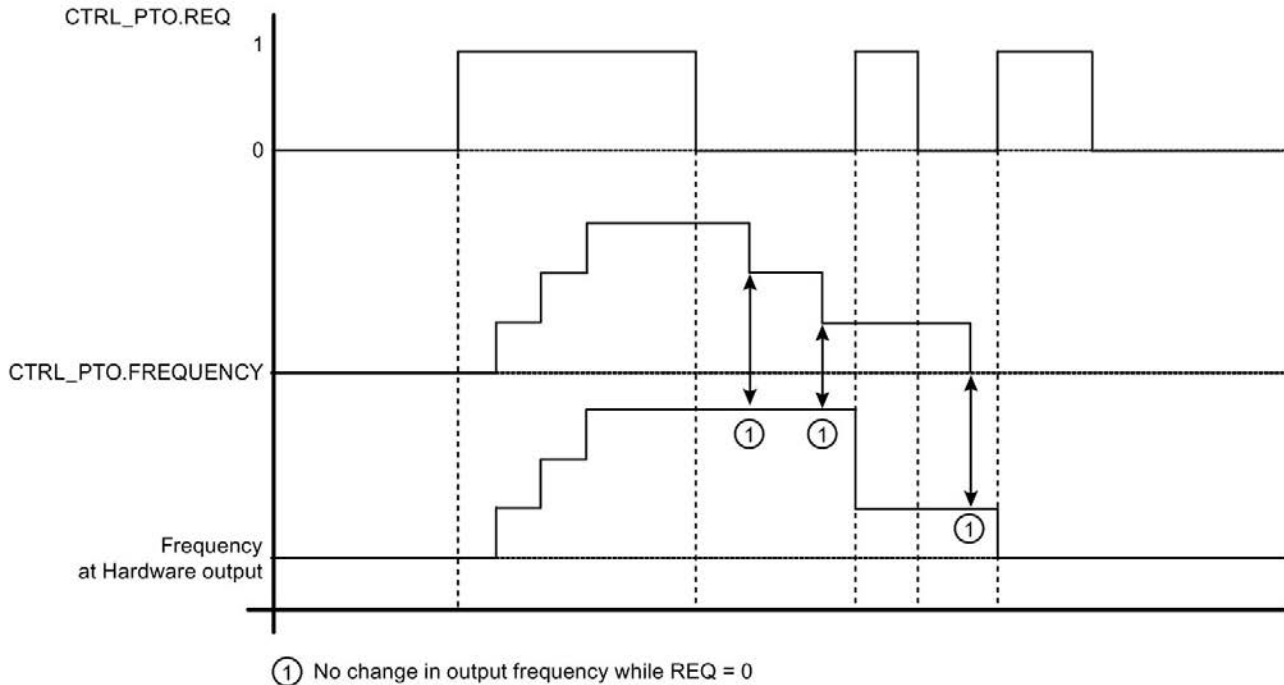 CTRL_PTO.REQ
1
0
CTRL_PTO.FREQUENCY
1
1
1
Frequency
at Hardware output
1 No change in output frequency while REQ = 0